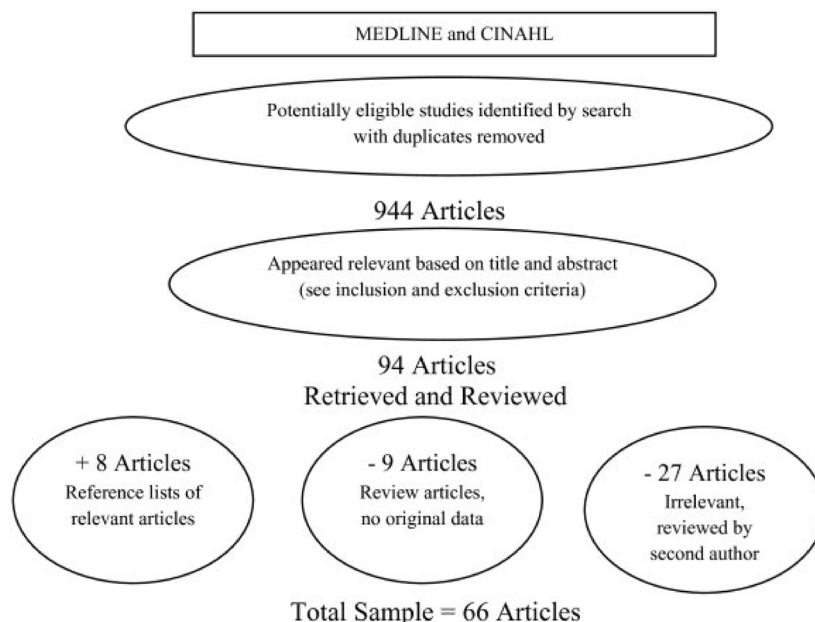 MEDLINE and CINAHL
Potentially eligible studies identified by search
with duplicates removed
944 Articles
Appeared relevant based on title and abstract
(see inclusion and exclusion criteria)
94 Articles
Retrieved and Reviewed
+ 8 Articles
Reference lists of
relevant articles
- 9 Articles
Review articles,
no original data
- 27 Articles
Irrelevant,
reviewed by
second author
Total Sample = 66 Articles